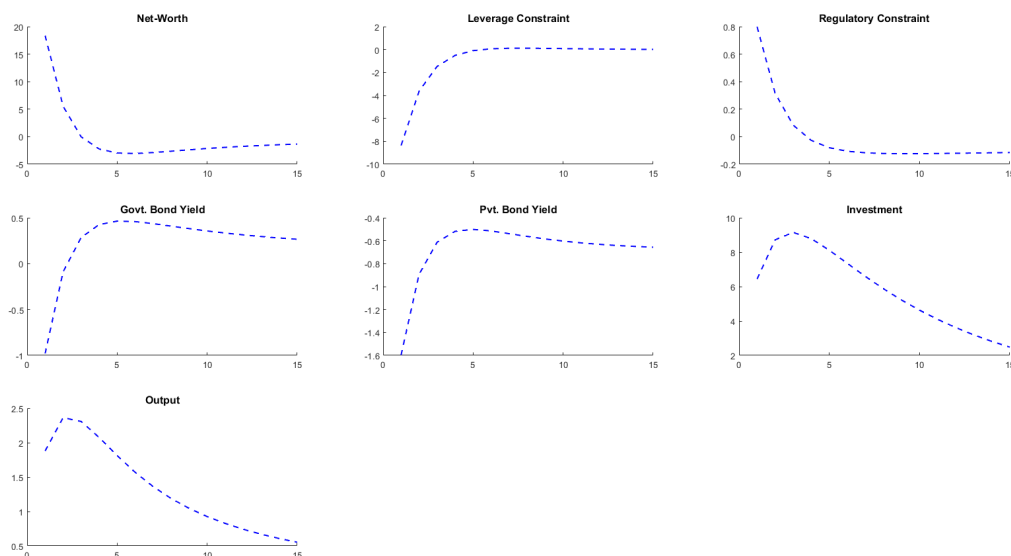 Net-Worth
20
15
10
5
0
-5
0 5 10 15
Leverage Constraint
2
0
-2
-4
-6
-8
-10
0 5 10 15
Regulatory Constraint
0.8
0.6
0.4
0.2
0
-0.2
0 5 10 15
Govt. Bond Yield
0.5
0
-0.5
-1
0 5 10 15
Pvt. Bond Yield
-0.4
-0.6
-0.8
-1
-1.2
-1.4
-1.6
0 5 10 15
Investment
10
8
6
4
2
0 5 10 15
Output
2.5
2
1.5
1
0.5
0 5 10 15